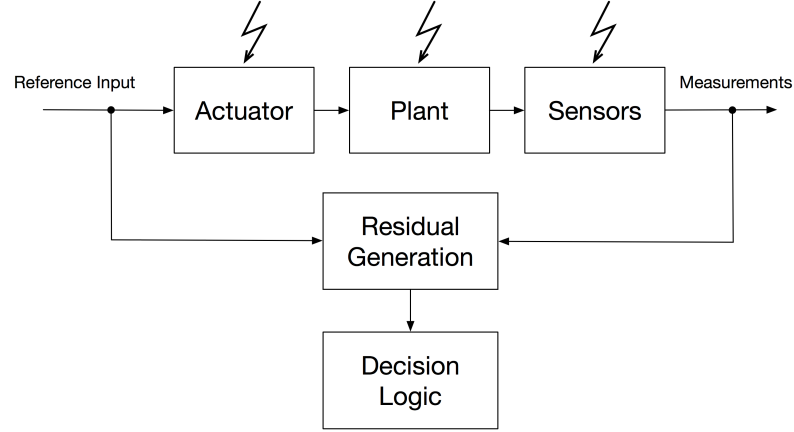 Reference Input
Measurements
Actuator
Plant
Sensors
Residual
Generation
Decision
Logic